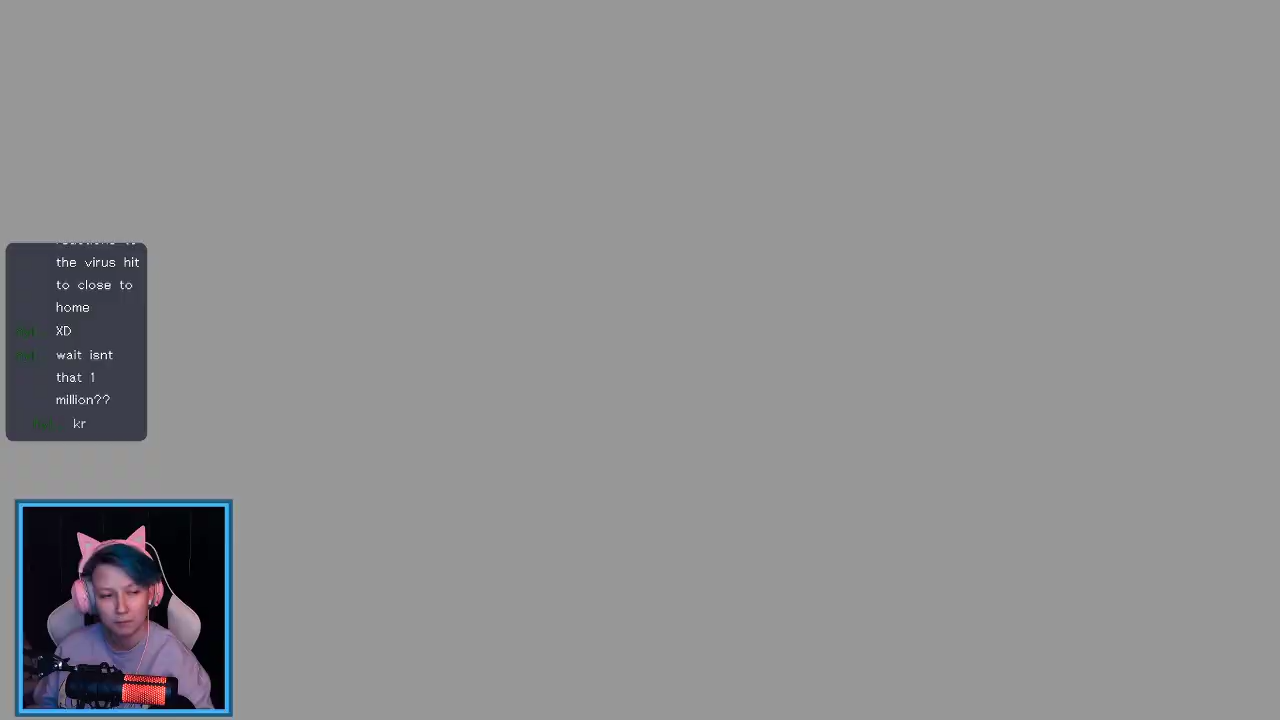 the virus hit
to close to
home
XD
wait isnt
that 1
million??
kr